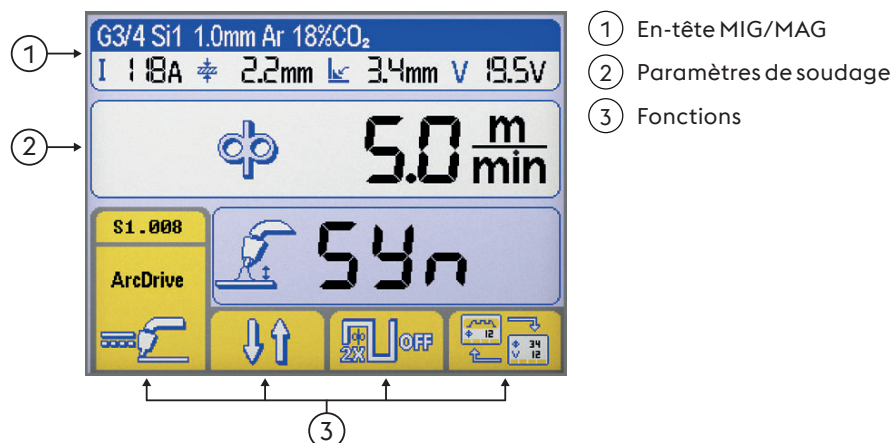 G3/4 Si1 1.0mm Ar 18%CO₂
I 118A 2.2mm 3.4mm V 19.5V
5.0 m/min
S1.008
ArcDrive
Syn
2X OFF
12
34
V 12
1 En-tête MIG/MAG
2 Paramètres de soudage
3 Fonctions
1
2
3